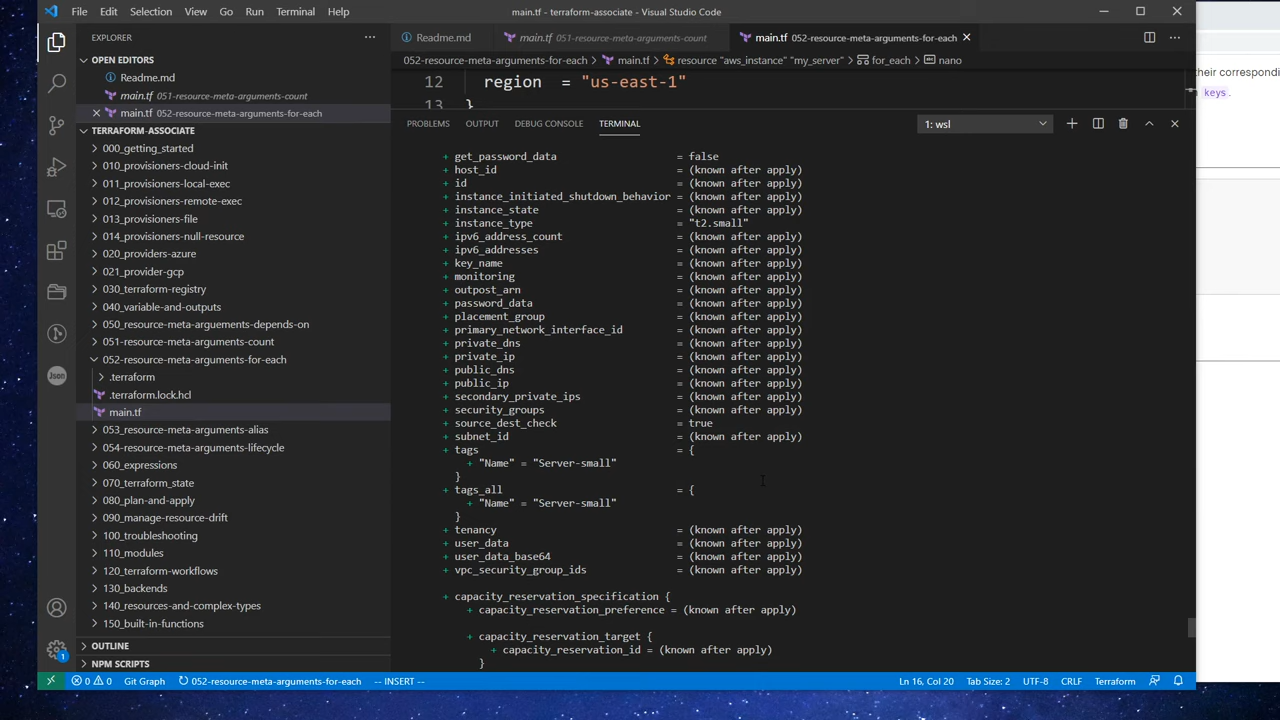 File Edit Selection View Go Run Terminal Help
main.tf - terraform-associate - Visual Studio Code
EXPLORER
OPEN EDITORS
Readme.md
main.tf 051-resource-meta-arguments-count
main.tf 052-resource-meta-arguments-for-each
TERRAFORM-ASSOCIATE
000_getting_started
010_provisioners-cloud-init
011_provisioners-local-exec
012_provisioners-remote-exec
013_provisioners-file
014_provisioners-null-resource
020_providers-azure
021_provider-gcp
030_terraform-registry
040_variable-and-outputs
050_resource-meta-arguements-depends-on
051-resource-meta-arguments-count
052-resource-meta-arguments-for-each
.terraform
.terraform.lock.hcl
main.tf
053_resource-meta-arguments-alias
054-resource-meta-arguments-lifecycle
060_expressions
070_terraform_state
080_plan-and-apply
090_manage-resource-drift
100_troubleshooting
110_modules
120_terraform-workflows
130_backends
140_resources-and-complex-types
150_built-in-functions
OUTLINE
NPM SCRIPTS
Json
1
Readme.md main.tf 051-resource-meta-arguments-count main.tf 052-resource-meta-arguments-for-each
052-resource-meta-arguments-for-each > main.tf > resource "aws_instance" "my_server" > for_each > nano
12 region = "us-east-1"
13 }
PROBLEMS OUTPUT DEBUG CONSOLE TERMINAL 1: wsl
+ get_password_data = false
+ host_id = (known after apply)
+ id = (known after apply)
+ instance_initiated_shutdown_behavior = (known after apply)
+ instance_state = (known after apply)
+ instance_type = "t2.small"
+ ipv6_address_count = (known after apply)
+ ipv6_addresses = (known after apply)
+ key_name = (known after apply)
+ monitoring = (known after apply)
+ outpost_arn = (known after apply)
+ password_data = (known after apply)
+ placement_group = (known after apply)
+ primary_network_interface_id = (known after apply)
+ private_dns = (known after apply)
+ private_ip = (known after apply)
+ public_dns = (known after apply)
+ public_ip = (known after apply)
+ secondary_private_ips = (known after apply)
+ security_groups = (known after apply)
+ source_dest_check = true
+ subnet_id = (known after apply)
+ tags = {
+ "Name" = "Server-small"
}
+ tags_all = {
+ "Name" = "Server-small"
}
+ tenancy = (known after apply)
+ user_data = (known after apply)
+ user_data_base64 = (known after apply)
+ vpc_security_group_ids = (known after apply)
+ capacity_reservation_specification {
+ capacity_reservation_preference = (known after apply)
+ capacity_reservation_target {
+ capacity_reservation_id = (known after apply)
}
0 0 Git Graph 052-resource-meta-arguments-for-each -- INSERT -- Ln 16, Col 20 Tab Size: 2 UTF-8 CRLF Terraform
their correspondi
keys.